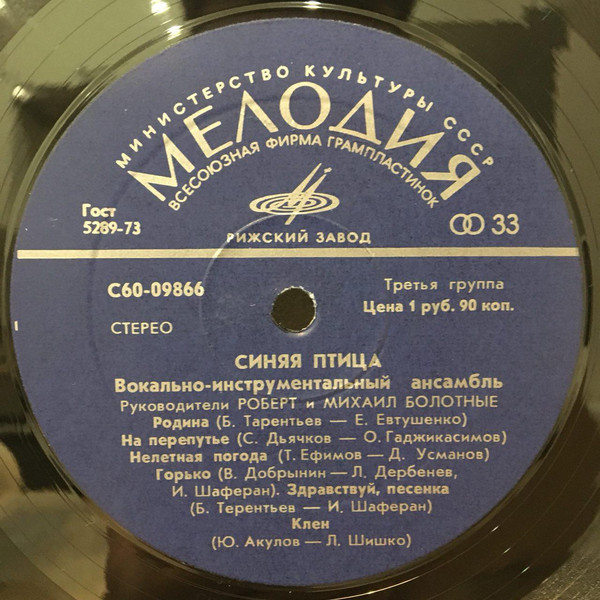 МИНИСТЕРСТВО КУЛЬТУРЫ СССР
МЕЛОДИЯ
ВСЕСОЮЗНАЯ ФИРМА ГРАМПЛАСТИНОК
Гост
5289-73
РИЖСКИЙ ЗАВОД
33
С60-09866
Третья группа
Цена 1 руб. 90 коп.
СТЕРЕО
СИНЯЯ ПТИЦА
Вокально-инструментальный ансамбль
Руководители РОБЕРТ и МИХАИЛ БОЛОТНЫЕ
Родина (Б. Тарентьев — Е. Евтушенко)
На перепутье (С. Дьячков — О. Гаджикасимов)
Нелетная погода (Т. Ефимов — Д. Усманов)
Горько (В. Добрынин — Л. Дербенев,
И. Шаферан). Здравствуй, песенка
(Б. Терентьев — И. Шаферан)
Клен
(Ю. Акулов — Л. Шишко)